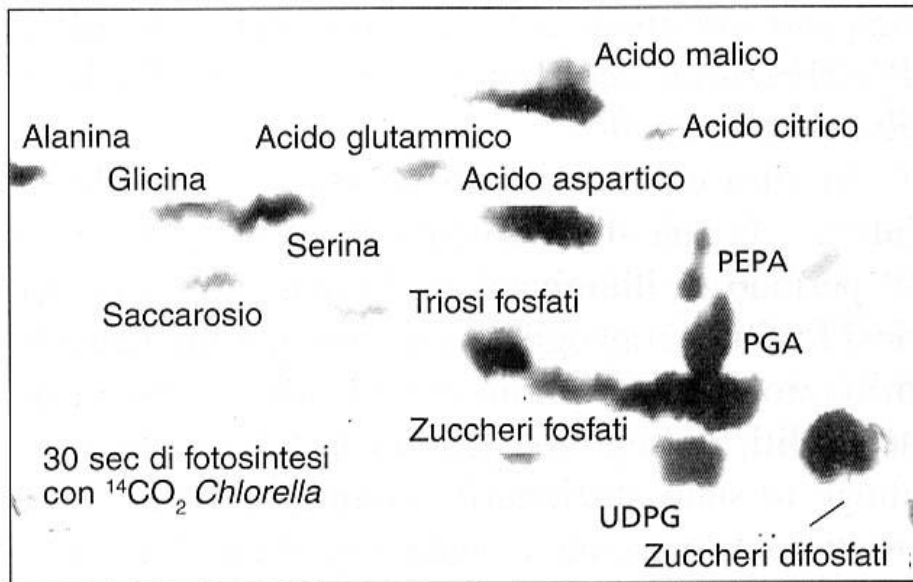 Acido malico
Alanina
Acido glutammico
Acido citrico
Glicina
Acido aspartico
Serina
PEPA
Saccarosio
Triosi fosfati
PGA
Zuccheri fosfati
30 sec di fotosintesi
con ¹⁴CO₂ Chlorella
UDPG
Zuccheri difosfati